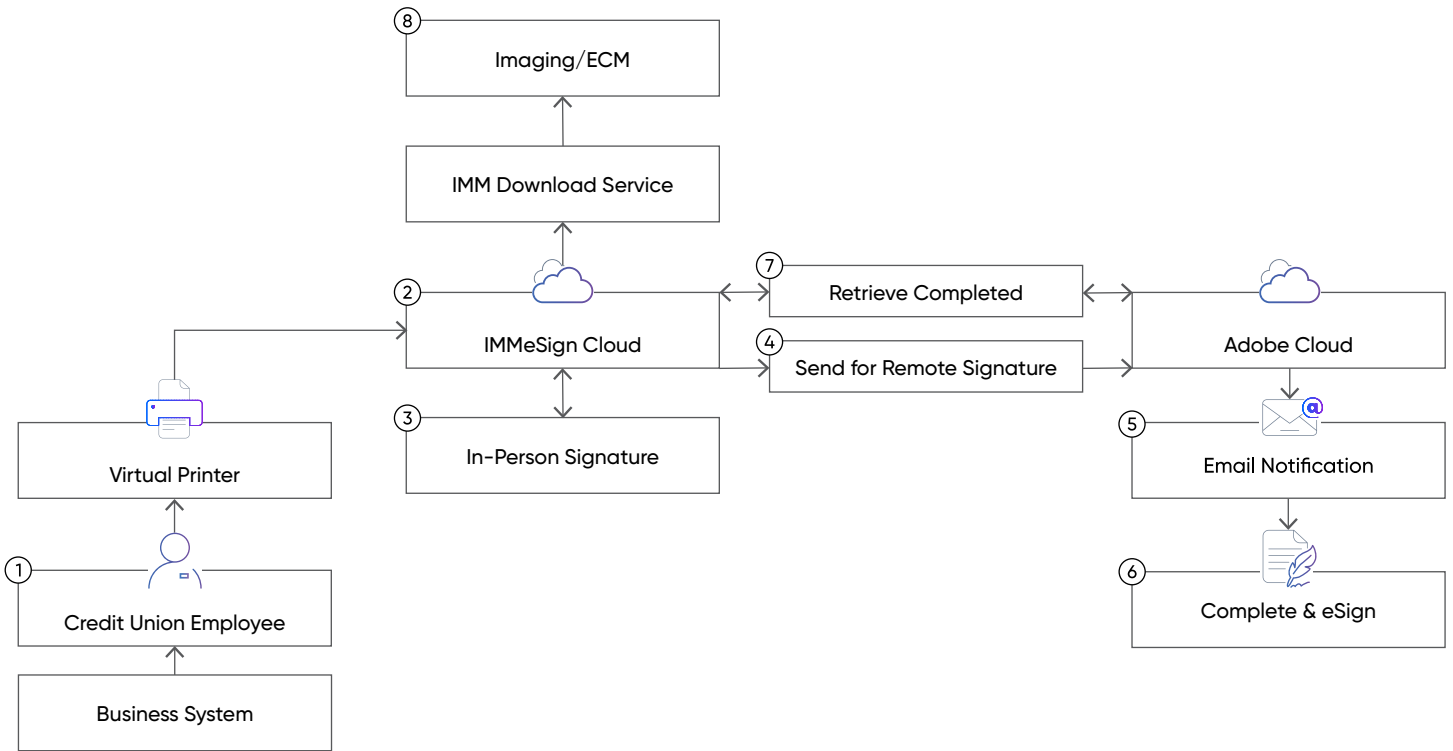 8
Imaging/ECM
IMM Download Service
2
IMMeSign Cloud
7
Retrieve Completed
4
Send for Remote Signature
Adobe Cloud
3
In-Person Signature
Virtual Printer
@
5
Email Notification
1
Credit Union Employee
6
Complete & eSign
Business System